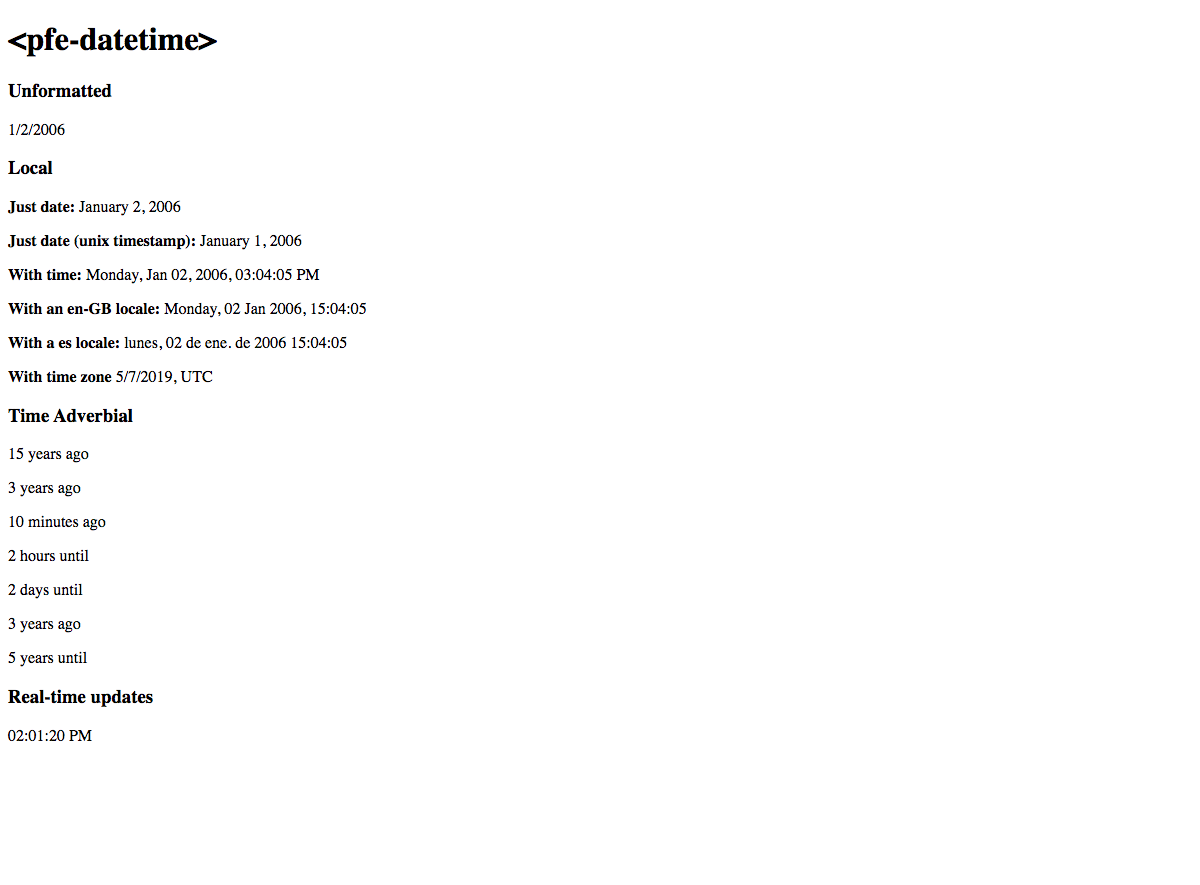 <pfe-datetime>
Unformatted
1/2/2006
Local
Just date: January 2, 2006
Just date (unix timestamp): January 1, 2006
With time: Monday, Jan 02, 2006, 03:04:05 PM
With an en-GB locale: Monday, 02 Jan 2006, 15:04:05
With a es locale: lunes, 02 de ene. de 2006 15:04:05
With time zone 5/7/2019, UTC
Time Adverbial
15 years ago
3 years ago
10 minutes ago
2 hours until
2 days until
3 years ago
5 years until
Real-time updates
02:01:20 PM